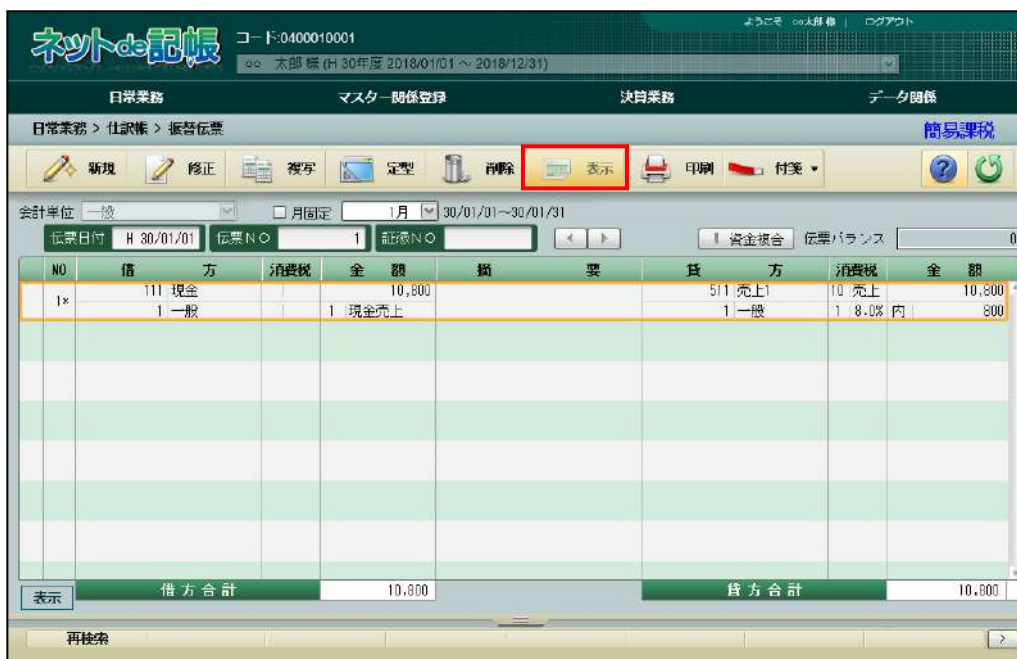 ようこそ oo太郎 様 | ログアウト
ネットde記帳 コード:0400010001
oo 太郎 様 (H 30年度 2018/01/01 ～ 2018/12/31)
日常業務 マスター関係登録 決算業務 データ関係
日常業務 > 仕訳帳 > 振替伝票 簡易課税
新規 修正 複写 定型 削除 表示 印刷 付箋 ▼ ?
会計単位 一般 月固定 1月 30/01/01～30/01/31
伝票日付 H 30/01/01 伝票NO 1 証憑NO 資金複合 伝票バランス 0
NO 借 方 消費税 金 額 摘 要 貸 方 消費税 金 額
1× 111 現金 10,800 511 売上1 10 売上 10,800
1 一般 1 現金売上 1 一般 1 8.0% 内 800
表示 借方合計 10,800 貸方合計 10,800
再検索